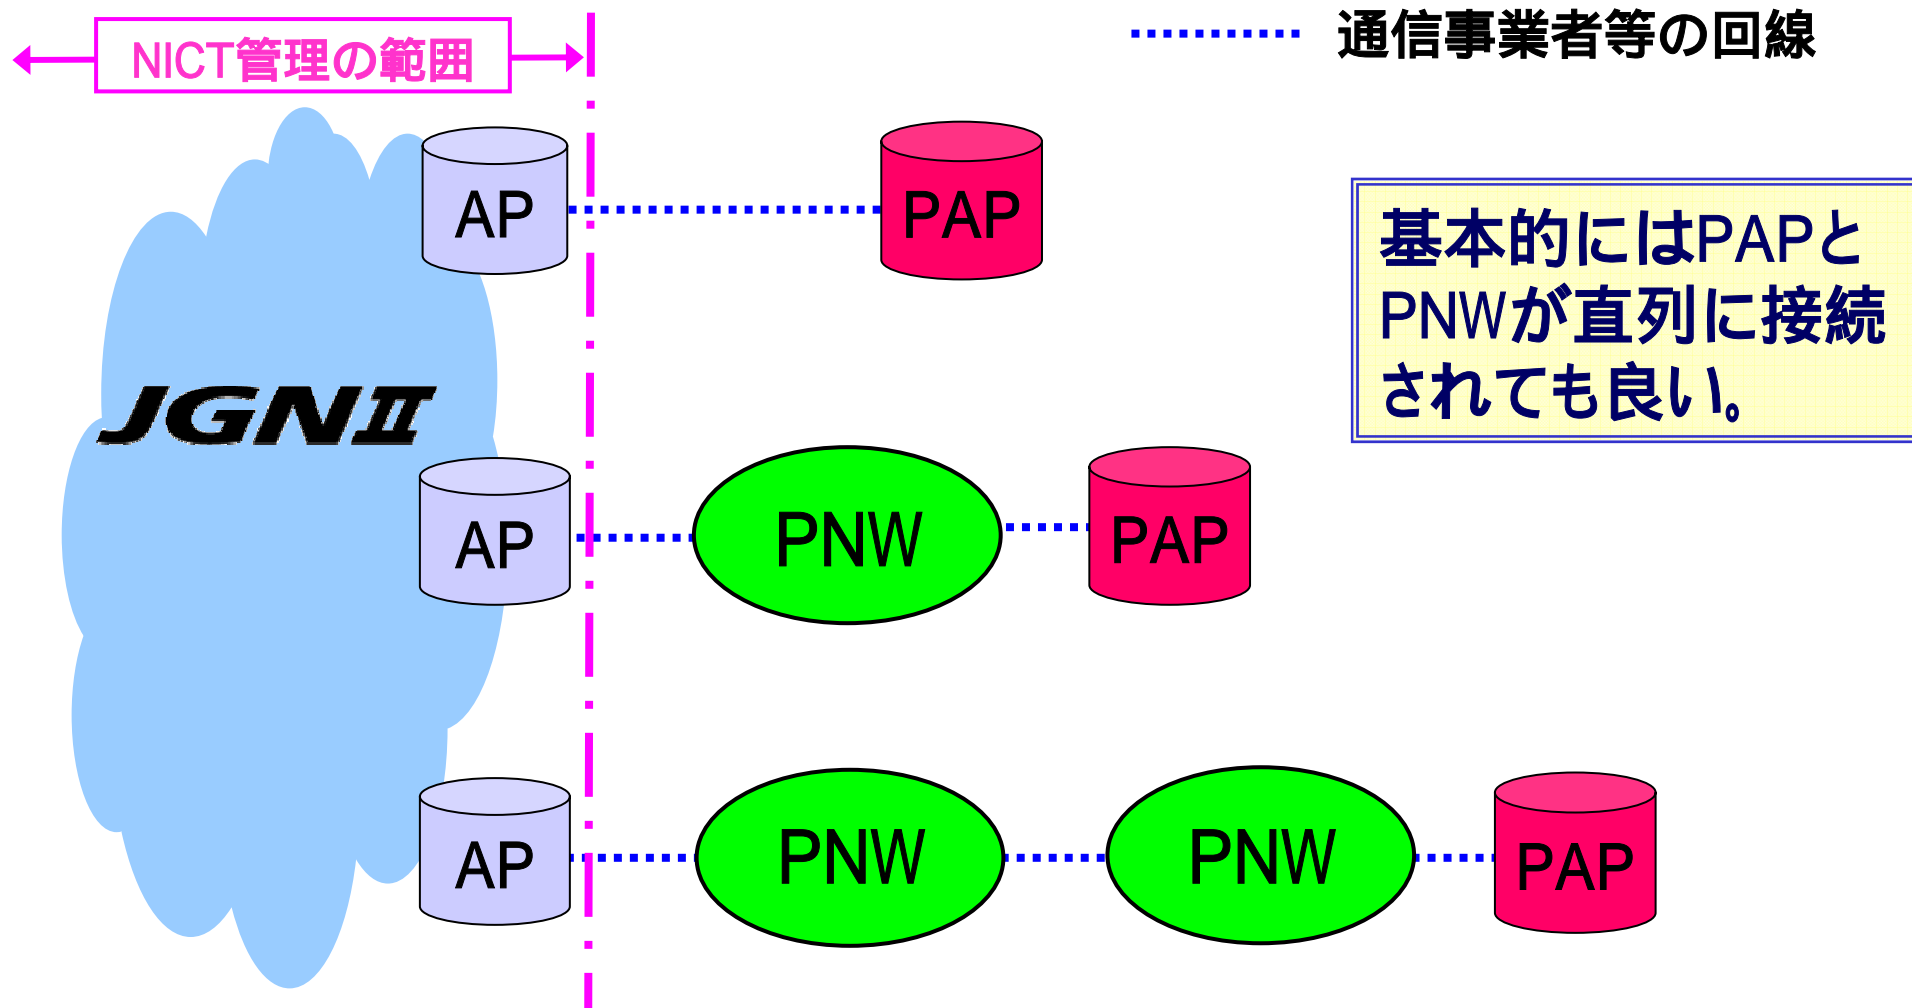 NICT管理の範囲
通信事業者等の回線
AP
PAP
基本的にはPAPと
PNWが直列に接続
されても良い。
JGNⅡ
AP
PNW
PAP
AP
PNW
PNW
PAP